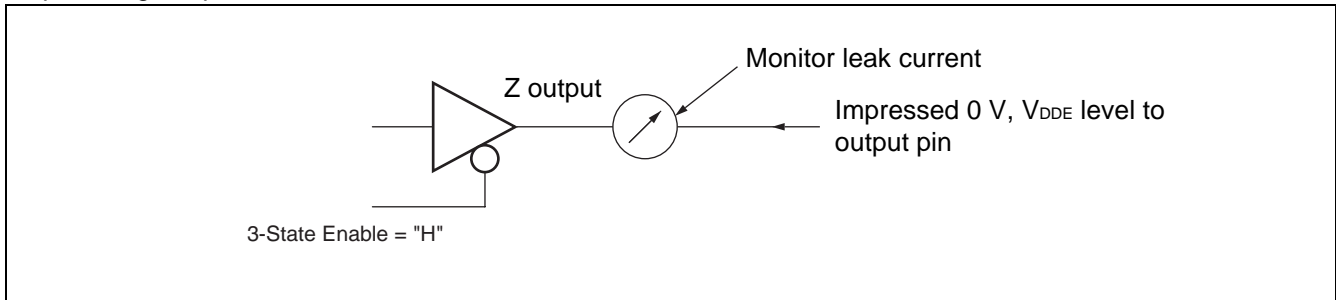 Monitor leak current
Z output
Impressed 0 V, VDDE level to
output pin
3-State Enable = "H"